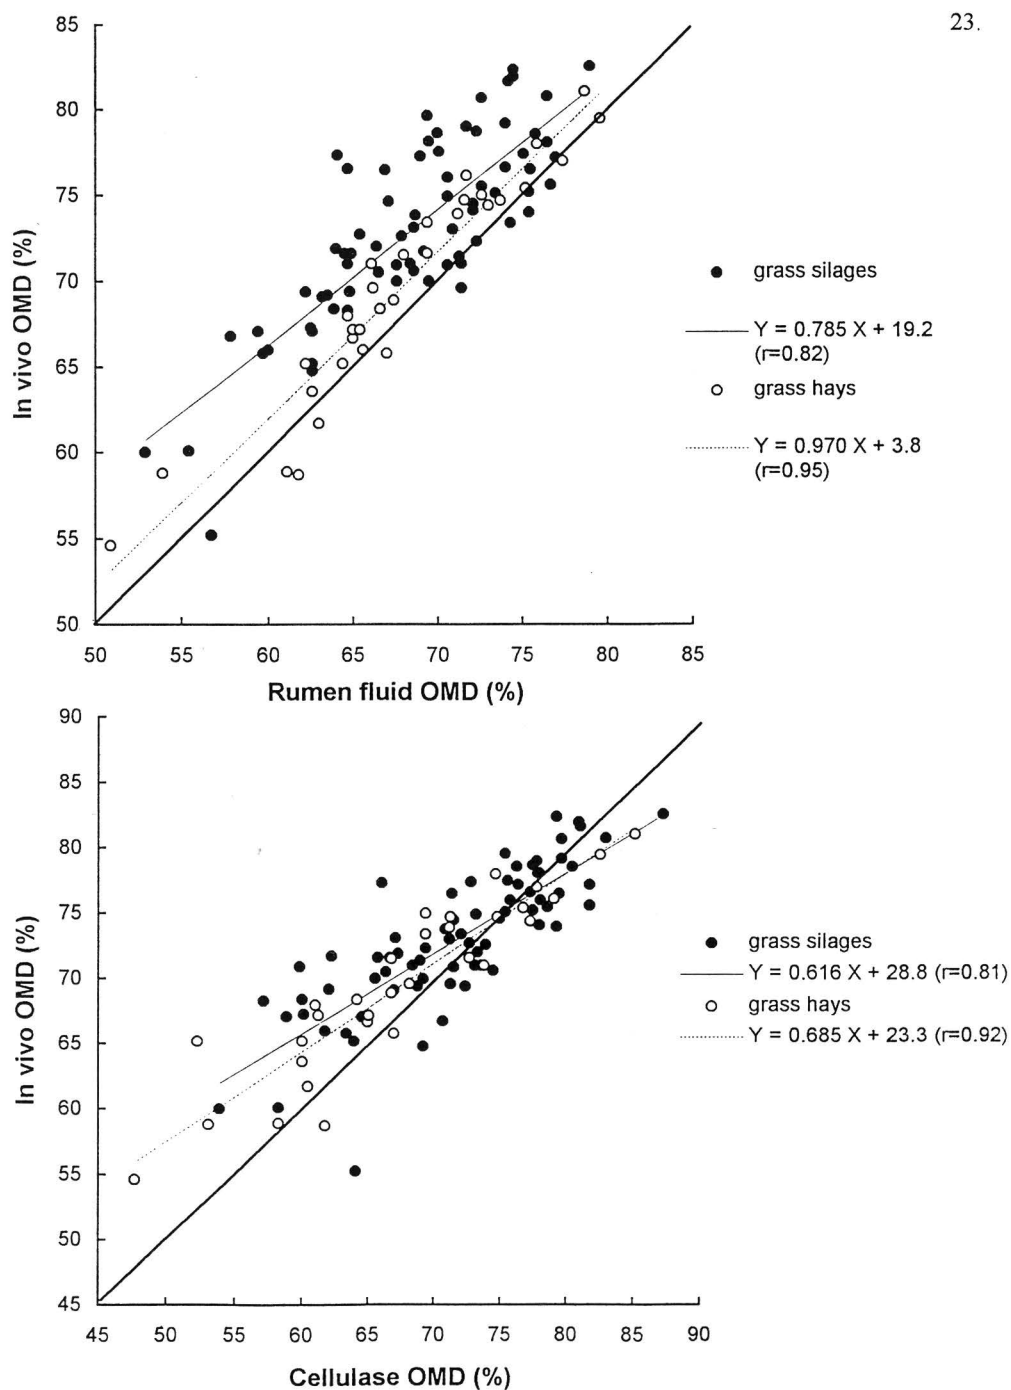 23.
85
80
75
70
65
60
55
50
In vivo OMD (%)
50 55 60 65 70 75 80 85
Rumen fluid OMD (%)
grass silages
Y = 0.785 X + 19.2
(r=0.82)
grass hays
Y = 0.970 X + 3.8
(r=0.95)
90
85
80
75
70
65
60
55
50
45
In vivo OMD (%)
45 50 55 60 65 70 75 80 85 90
Cellulase OMD (%)
grass silages
Y = 0.616 X + 28.8 (r=0.81)
grass hays
Y = 0.685 X + 23.3 (r=0.92)